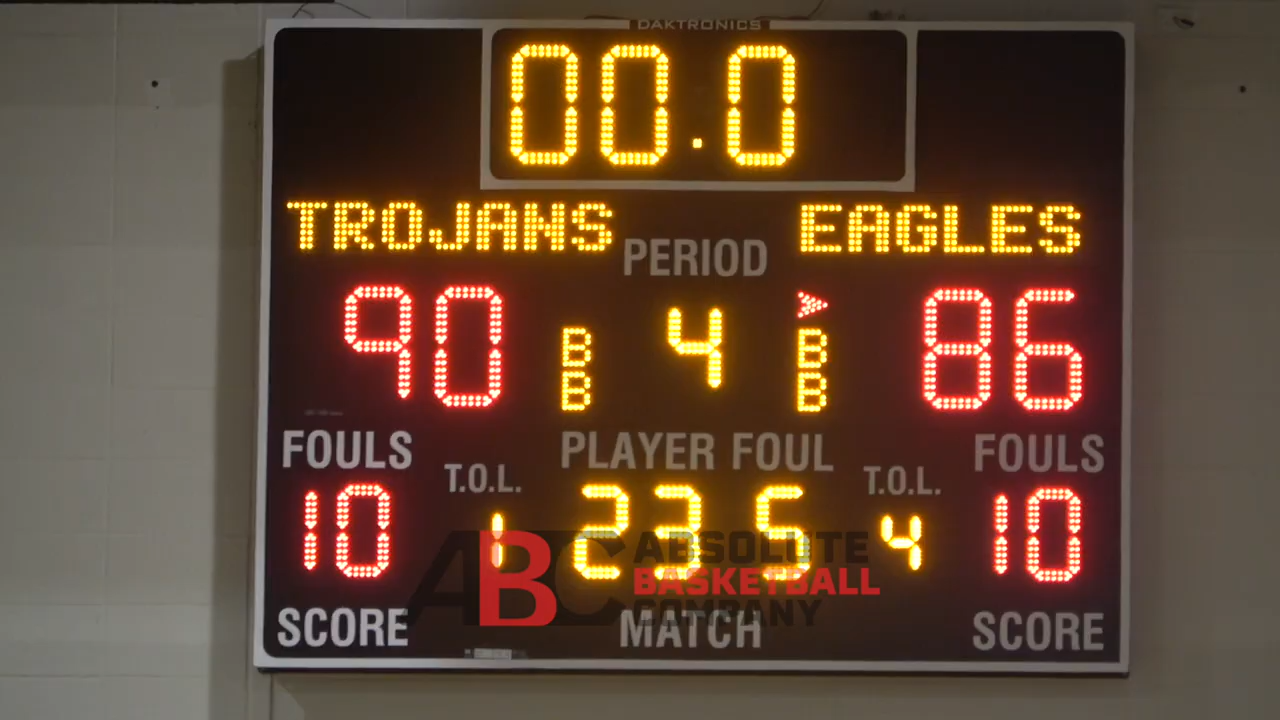 DAKTRONICS
00.0
TROJANS
EAGLES
PERIOD
90
B
B
4
B
B
86
FOULS
PLAYER FOUL
FOULS
T.O.L.
T.O.L.
10
1
23 5
4
10
ABC
ABSOLUTE
BASKETBALL
COMPANY
SCORE
MATCH
SCORE